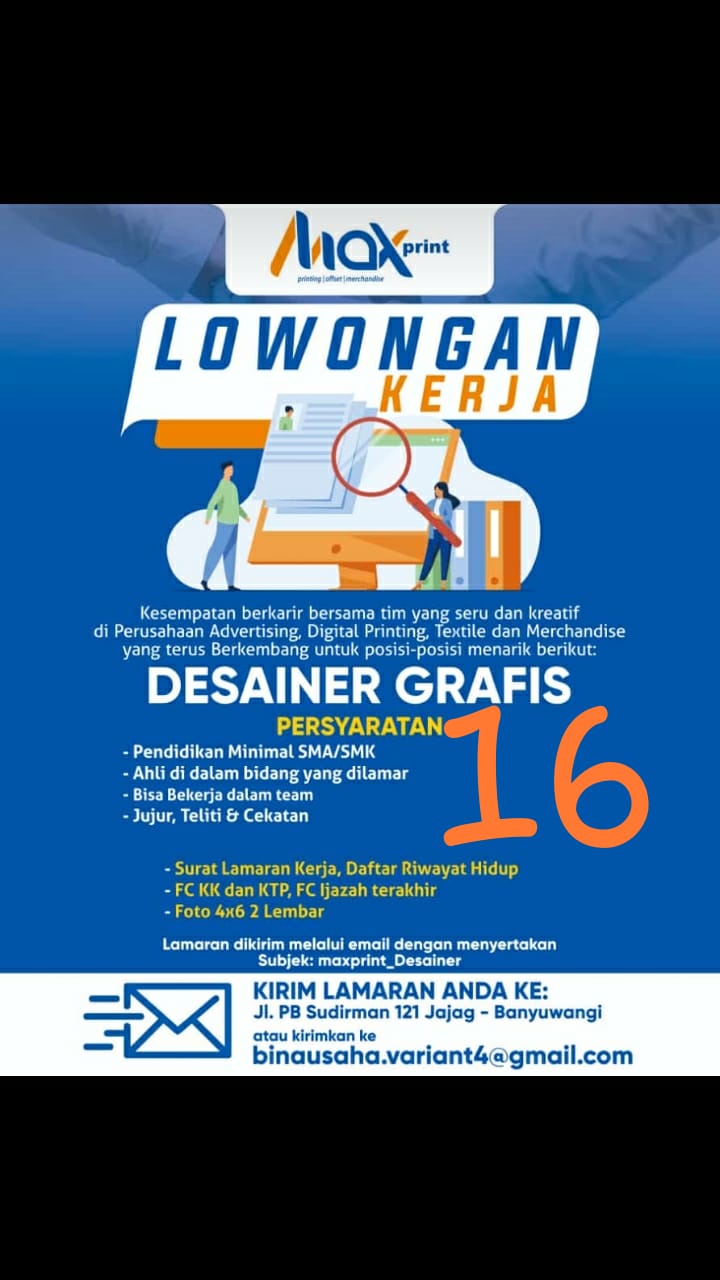 Max print
printing | offset | merchandise
LOWONGAN
KERJA
Kesempatan berkarir bersama tim yang seru dan kreatif
di Perusahaan Advertising, Digital Printing, Textile dan Merchandise
yang terus Berkembang untuk posisi-posisi menarik berikut:
DESAINER GRAFIS
PERSYARATAN
- Pendidikan Minimal SMA/SMK
- Ahli di dalam bidang yang dilamar
- Bisa Bekerja dalam team
- Jujur, Teliti & Cekatan
16
- Surat Lamaran Kerja, Daftar Riwayat Hidup
- FC KK dan KTP, FC Ijazah terakhir
- Foto 4x6 2 Lembar
Lamaran dikirim melalui email dengan menyertakan
Subjek: maxprint_Desainer
KIRIM LAMARAN ANDA KE:
Jl. PB Sudirman 121 Jajag - Banyuwangi
atau kirimkan ke
binausaha.variant4@gmail.com